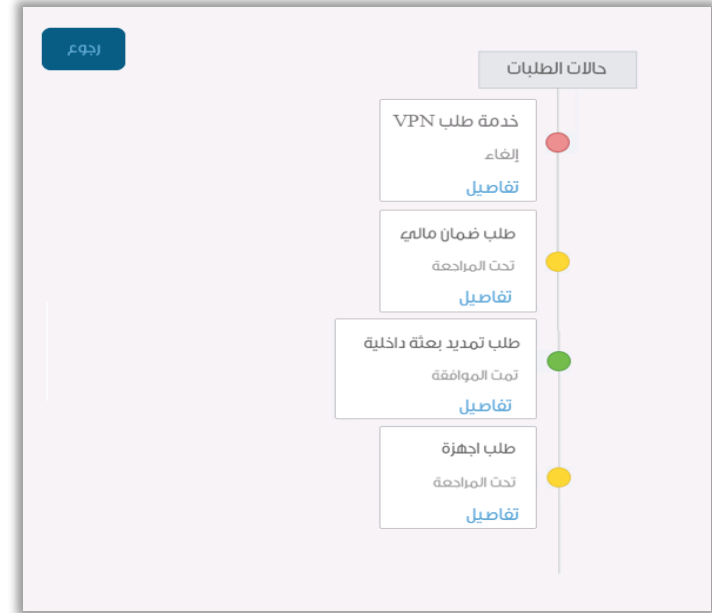 رجوع
حالات الطلبات
خدمة طلب VPN
إلغاء
تفاصيل
طلب ضمان مالي
تحت المراجعة
تفاصيل
طلب تمديد بعثة داخلية
تمت الموافقة
تفاصيل
طلب اجهزة
تحت المراجعة
تفاصيل